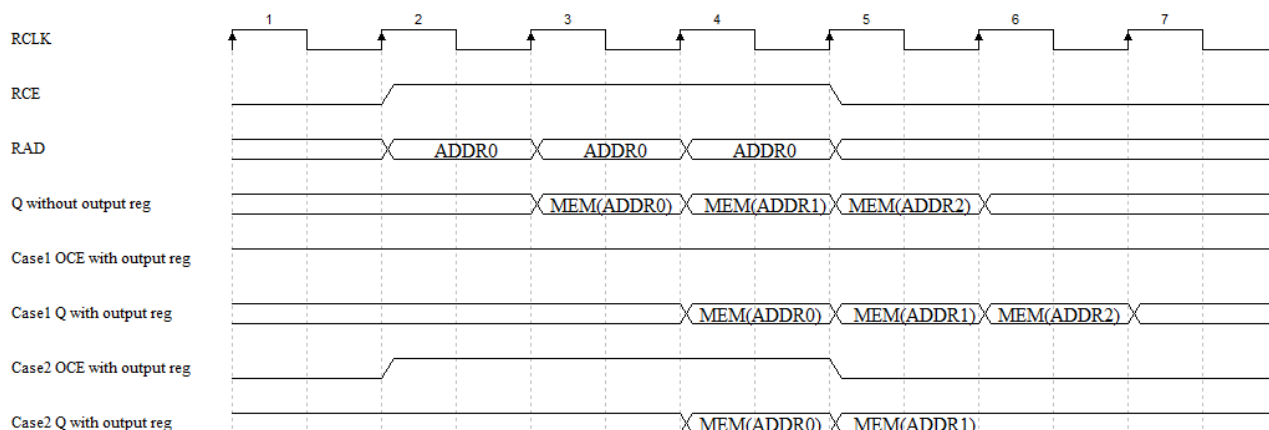 1 2 3 4 5 6 7
RCLK
RCE
RAD ADDR0 ADDR0 ADDR0
Q without output reg MEM(ADDR0) MEM(ADDR1) MEM(ADDR2)
Case1 OCE with output reg
Case1 Q with output reg MEM(ADDR0) MEM(ADDR1) MEM(ADDR2)
Case2 OCE with output reg
Case2 Q with output reg MEM(ADDR0) MEM(ADDR1)